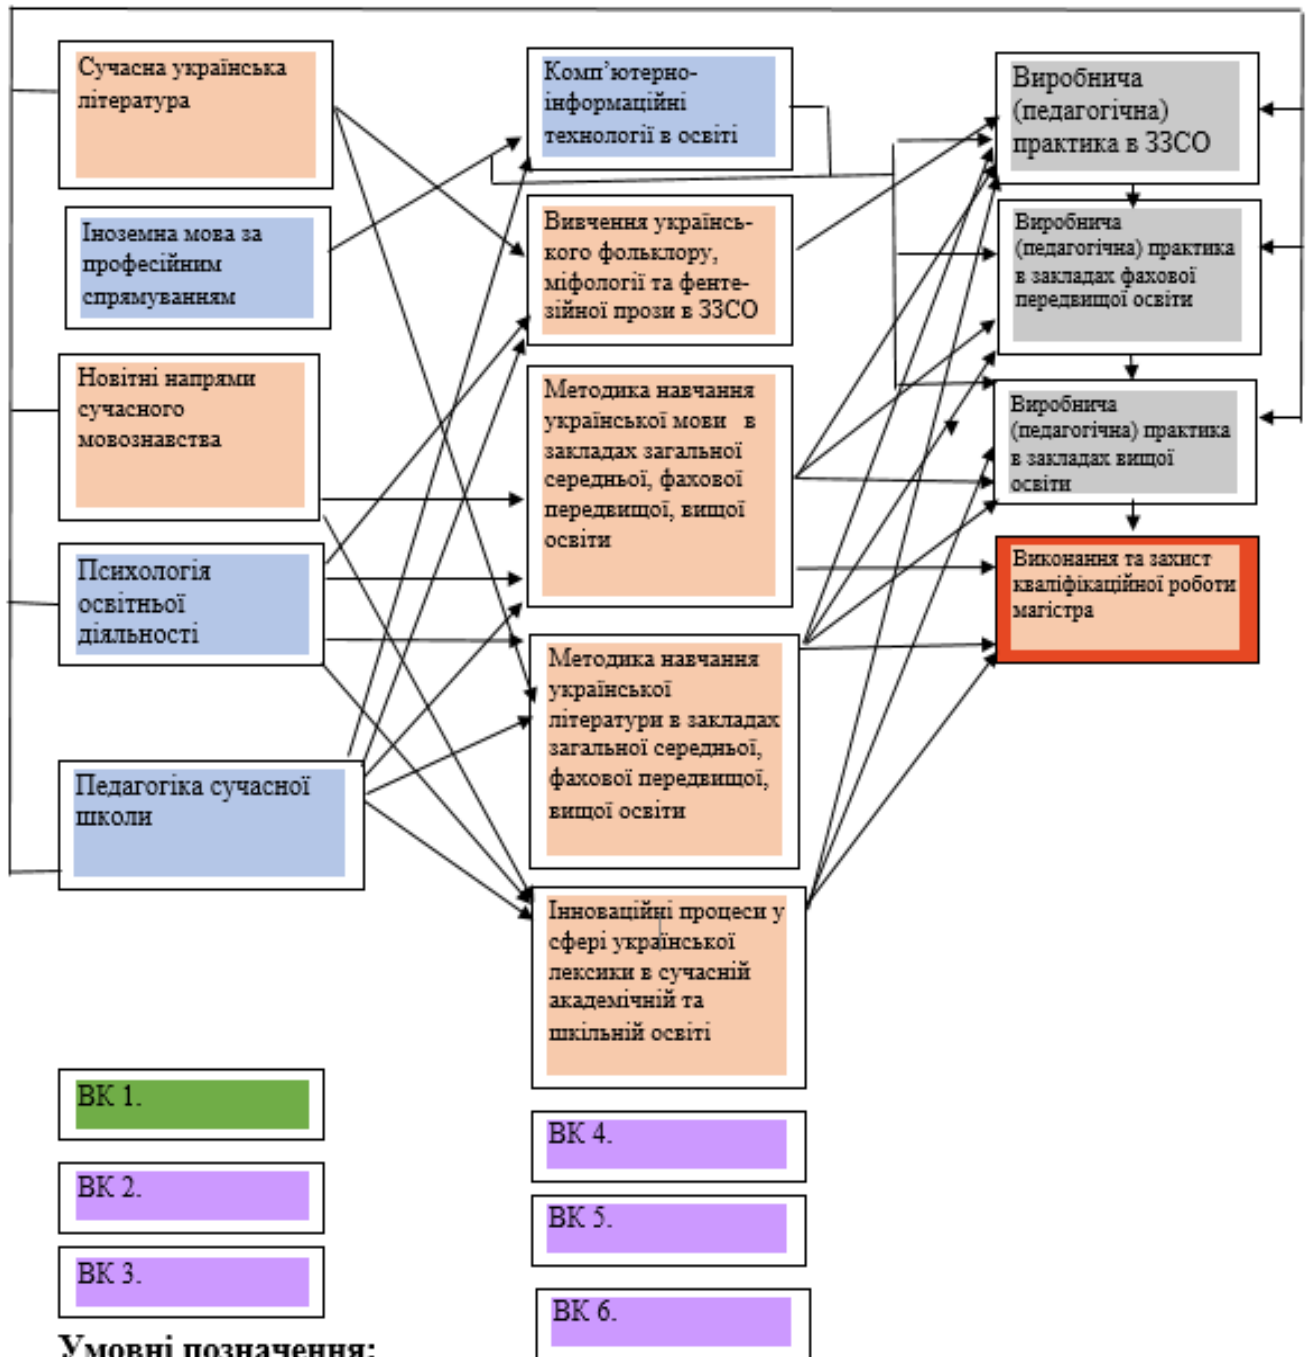 Сучасна українська
література
Іноземна мова за
професійним
спрямуванням
Новітні напрями
сучасного
мовознавства
Психологія
освітньої
діяльності
Педагогіка сучасної
школи
ВК 1.
ВК 2.
ВК 3.
Комп’ютерно-
інформаційні
технології в освіті
Вивчення українсь-
кого фольклору,
міфології та фенте-
зійної прози в ЗЗСО
Методика навчання
української мови в
закладах загальної
середньої, фахової
передвищої, вищої
освіти
Методика навчання
української
літератури в закладах
загальної середньої,
фахової передвищої,
вищої освіти
Інноваційні процеси у
сфері української
лексики в сучасній
академічній та
шкільній освіті
ВК 4.
ВК 5.
ВК 6.
Виробнича
(педагогічна)
практика в ЗЗСО
Виробнича
(педагогічна) практика
в закладах фахової
передвищої освіти
Виробнича
(педагогічна) практика
в закладах вищої
освіти
Виконання та захист
кваліфікаційної роботи
магістра
Умовні позначення: